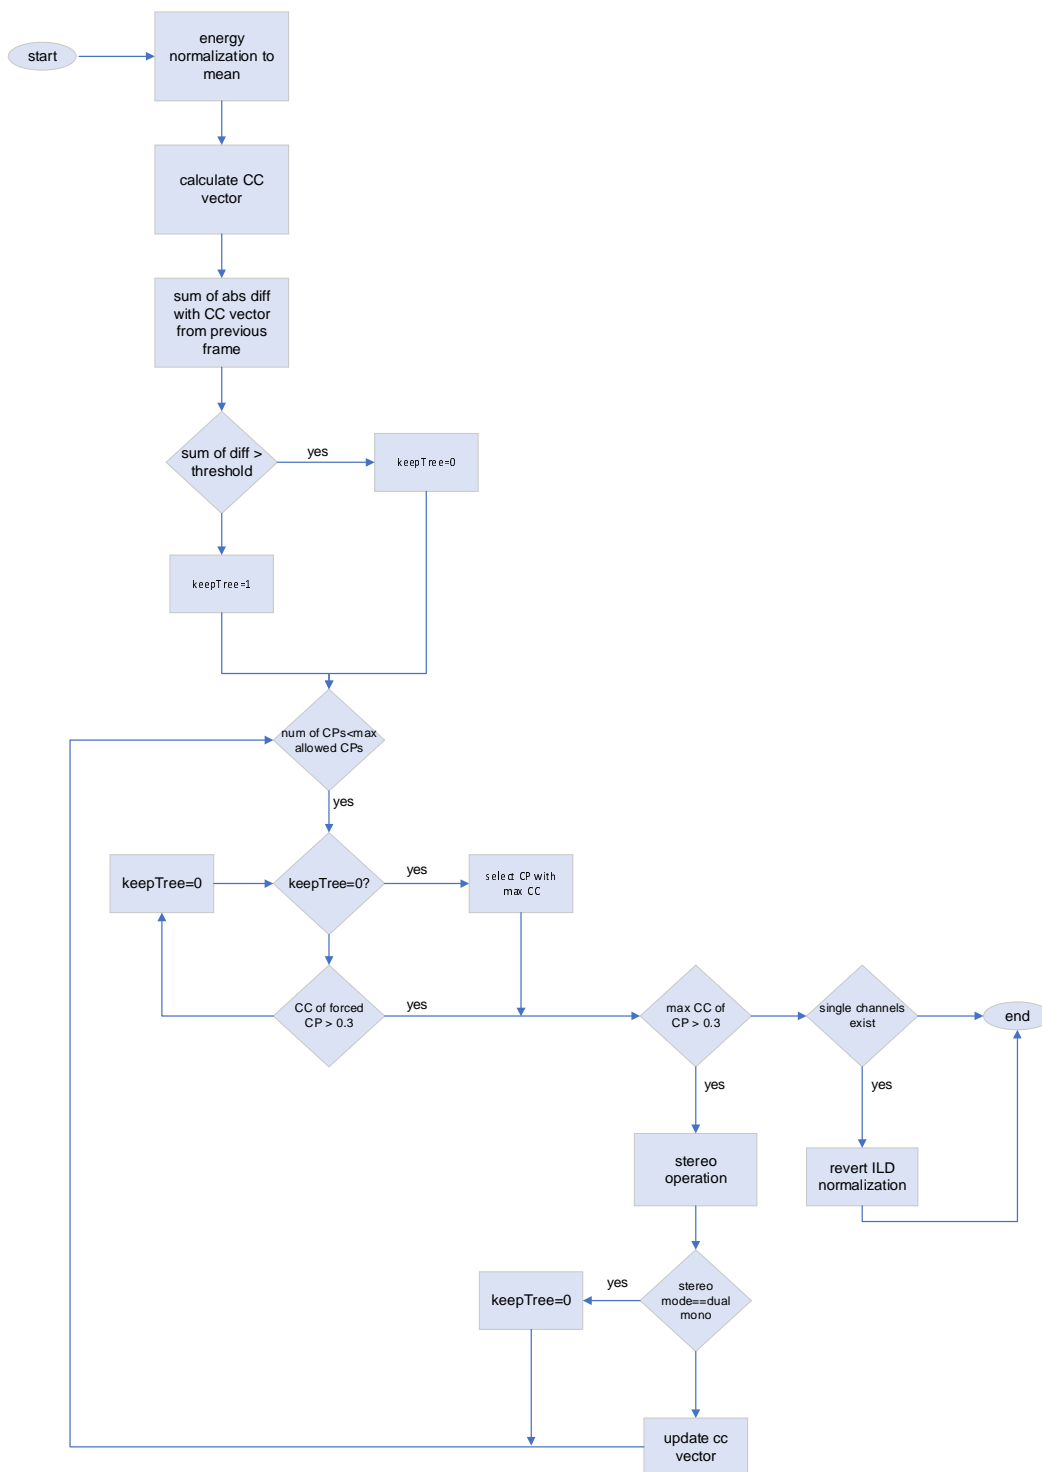 start
energy
normalization to
mean
calculate CC
vector
sum of abs diff
with CC vector
from previous
frame
sum of diff >
threshold
yes
keepTree=0
keepTree=1
num of CPs<max
allowed CPs
yes
keepTree=0
keepTree=0?
yes
select CP with
max CC
CC of forced
CP > 0.3
yes
max CC of
CP > 0.3
single channels
exist
end
yes
yes
stereo
operation
revert ILD
normalization
keepTree=0
yes
stereo
mode==dual
mono
update cc
vector